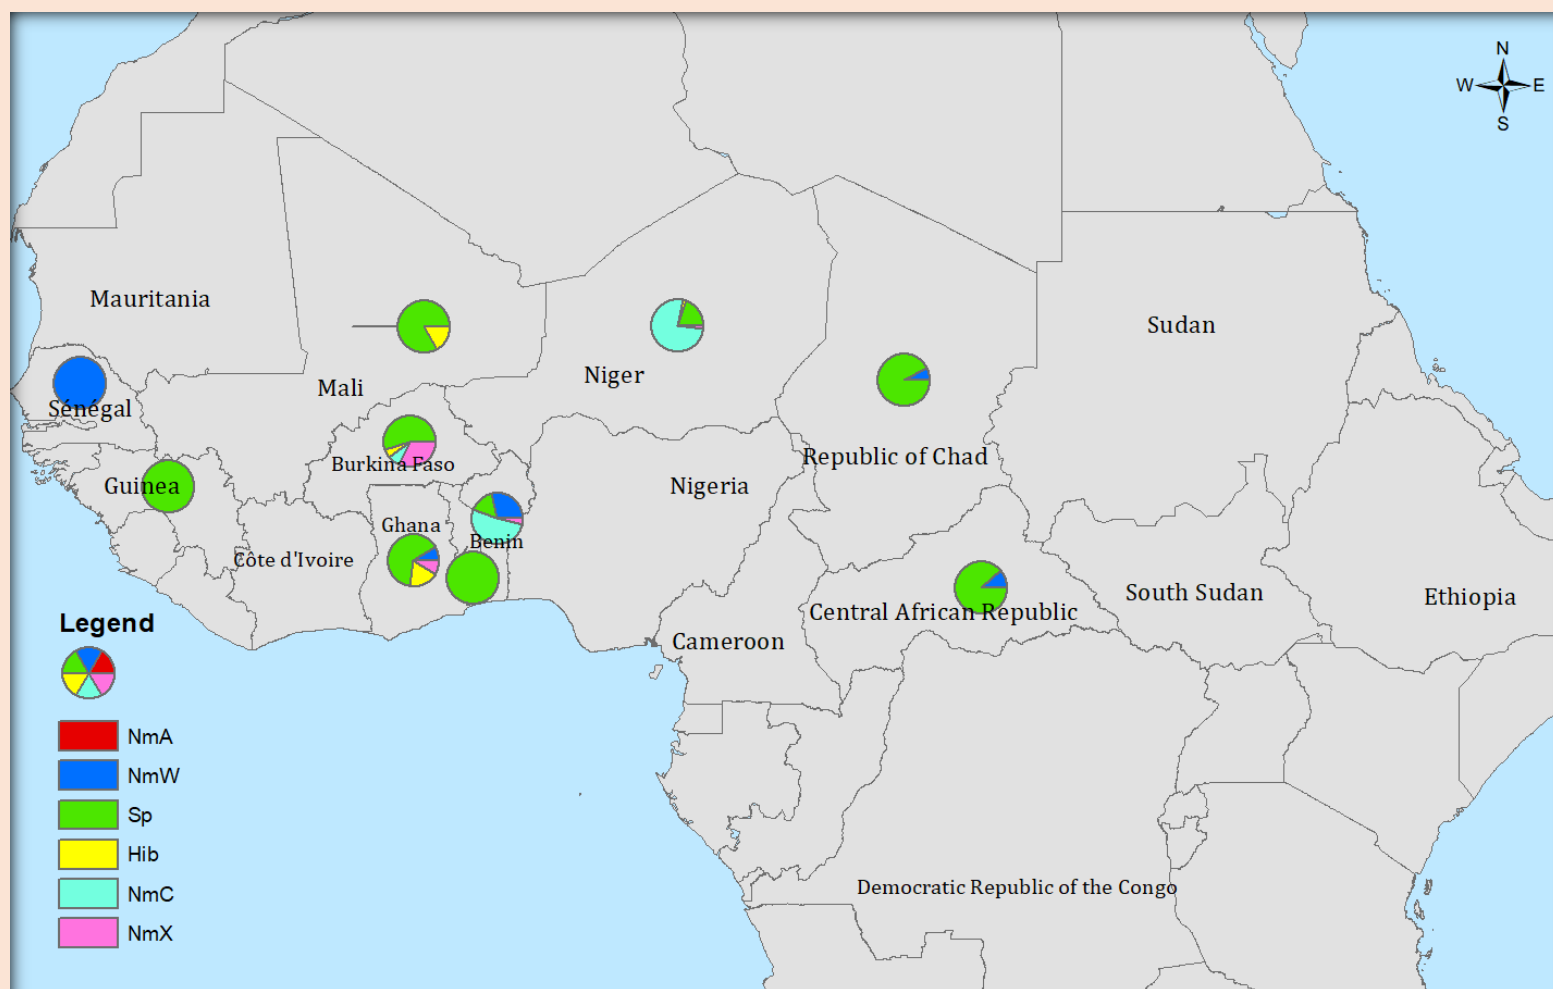 N
W E
S
Mauritania
Sudan
Mali
Niger
Sénégal
Republic of Chad
Burkina Faso
Guinea
Nigeria
Ghana
Benin
Côte d'Ivoire
South Sudan
Ethiopia
Central African Republic
Cameroon
Legend
NmA
NmW
Sp
Hib
NmC
NmX
Democratic Republic of the Congo